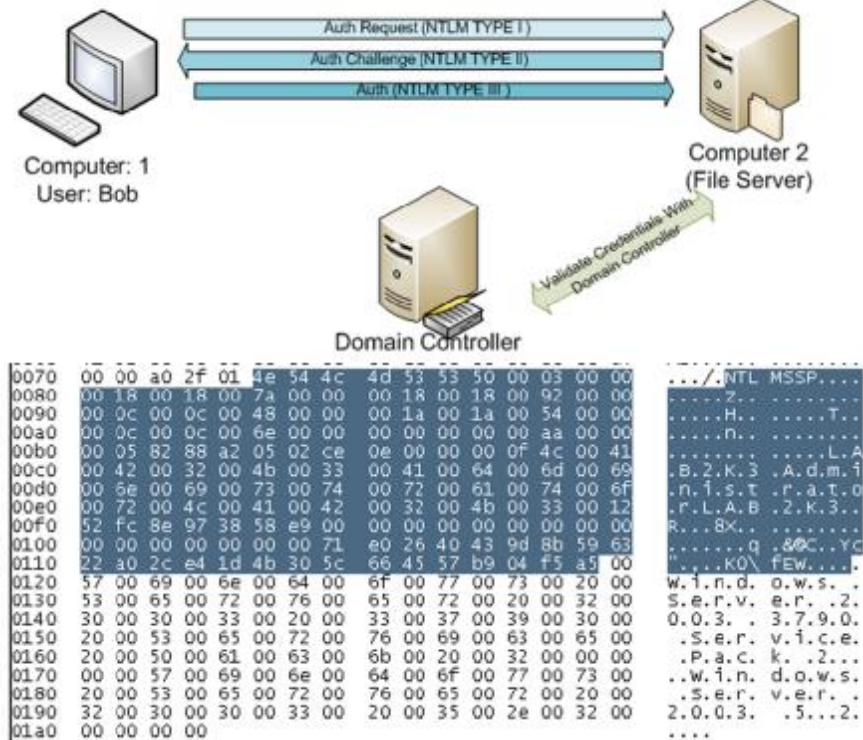 Auth Request (NTLM TYPE I )
Auth Challenge (NTLM TYPE II)
Auth (NTLM TYPE III )
Computer: 1
User: Bob
Computer 2
(File Server)
Validate Credentials With
Domain Controller
Domain Controller
0070 00 00 a0 2f 01 4e 54 4c 4d 53 53 50 00 03 00 00 .../.NTL MSSP....
0080 00 18 00 18 00 7a 00 00 00 18 00 18 00 92 00 00 .....z.. ........
0090 00 0c 00 0c 00 48 00 00 00 1a 00 1a 00 54 00 00 .....H.. .....T..
00a0 00 0c 00 0c 00 6e 00 00 00 00 00 00 00 aa 00 00 .....n.. ........
00b0 00 05 82 88 a2 05 02 ce 0e 00 00 00 0f 4c 00 41 ........ .....L.A
00c0 00 42 00 32 00 4b 00 33 00 41 00 64 00 6d 00 69 .B.2.K.3 .A.d.m.i
00d0 00 6e 00 69 00 73 00 74 00 72 00 61 00 74 00 6f .n.i.s.t .r.a.t.o
00e0 00 72 00 4c 00 41 00 42 00 32 00 4b 00 33 00 12 .r.L.A.B .2.K.3..
00f0 52 fc 8e 97 38 58 e9 00 00 00 00 00 00 00 00 00 R...8X.. ........
0100 00 00 00 00 00 00 00 71 e0 26 40 43 9d 8b 59 63 .......q .&@C..Yc
0110 22 a0 2c e4 1d 4b 30 5c 66 45 57 b9 04 f5 a5 00 ".,..K0\ fEW.....
0120 57 00 69 00 6e 00 64 00 6f 00 77 00 73 00 20 00 W.i.n.d. o.w.s. .
0130 53 00 65 00 72 00 76 00 65 00 72 00 20 00 32 00 S.e.r.v. e.r. .2.
0140 30 00 30 00 33 00 20 00 33 00 37 00 39 00 30 00 0.0.3. . 3.7.9.0.
0150 20 00 53 00 65 00 72 00 76 00 69 00 63 00 65 00 .S.e.r. v.i.c.e.
0160 20 00 50 00 61 00 63 00 6b 00 20 00 32 00 00 00 .P.a.c. k. .2...
0170 00 00 57 00 69 00 6e 00 64 00 6f 00 77 00 73 00 ..W.i.n. d.o.w.s.
0180 20 00 53 00 65 00 72 00 76 00 65 00 72 00 20 00 .S.e.r. v.e.r. .
0190 32 00 30 00 30 00 33 00 20 00 35 00 2e 00 32 00 2.0.0.3. .5...2.
01a0 00 00 00 00 ....